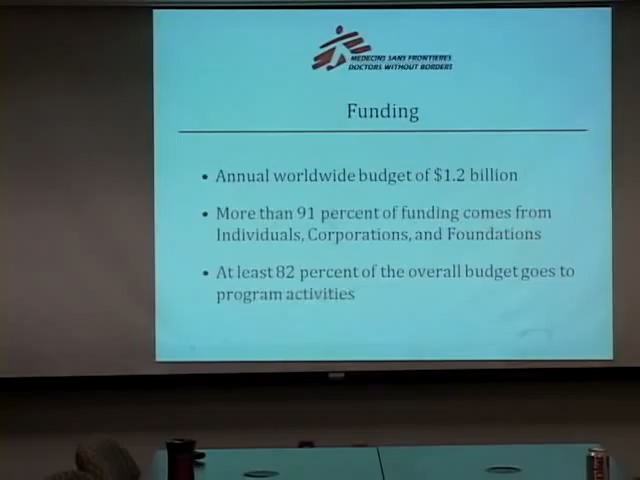 MEDECINS SANS FRONTIERES
DOCTORS WITHOUT BORDERS
Funding
• Annual worldwide budget of $1.2 billion
• More than 91 percent of funding comes from
Individuals, Corporations, and Foundations
• At least 82 percent of the overall budget goes to
program activities